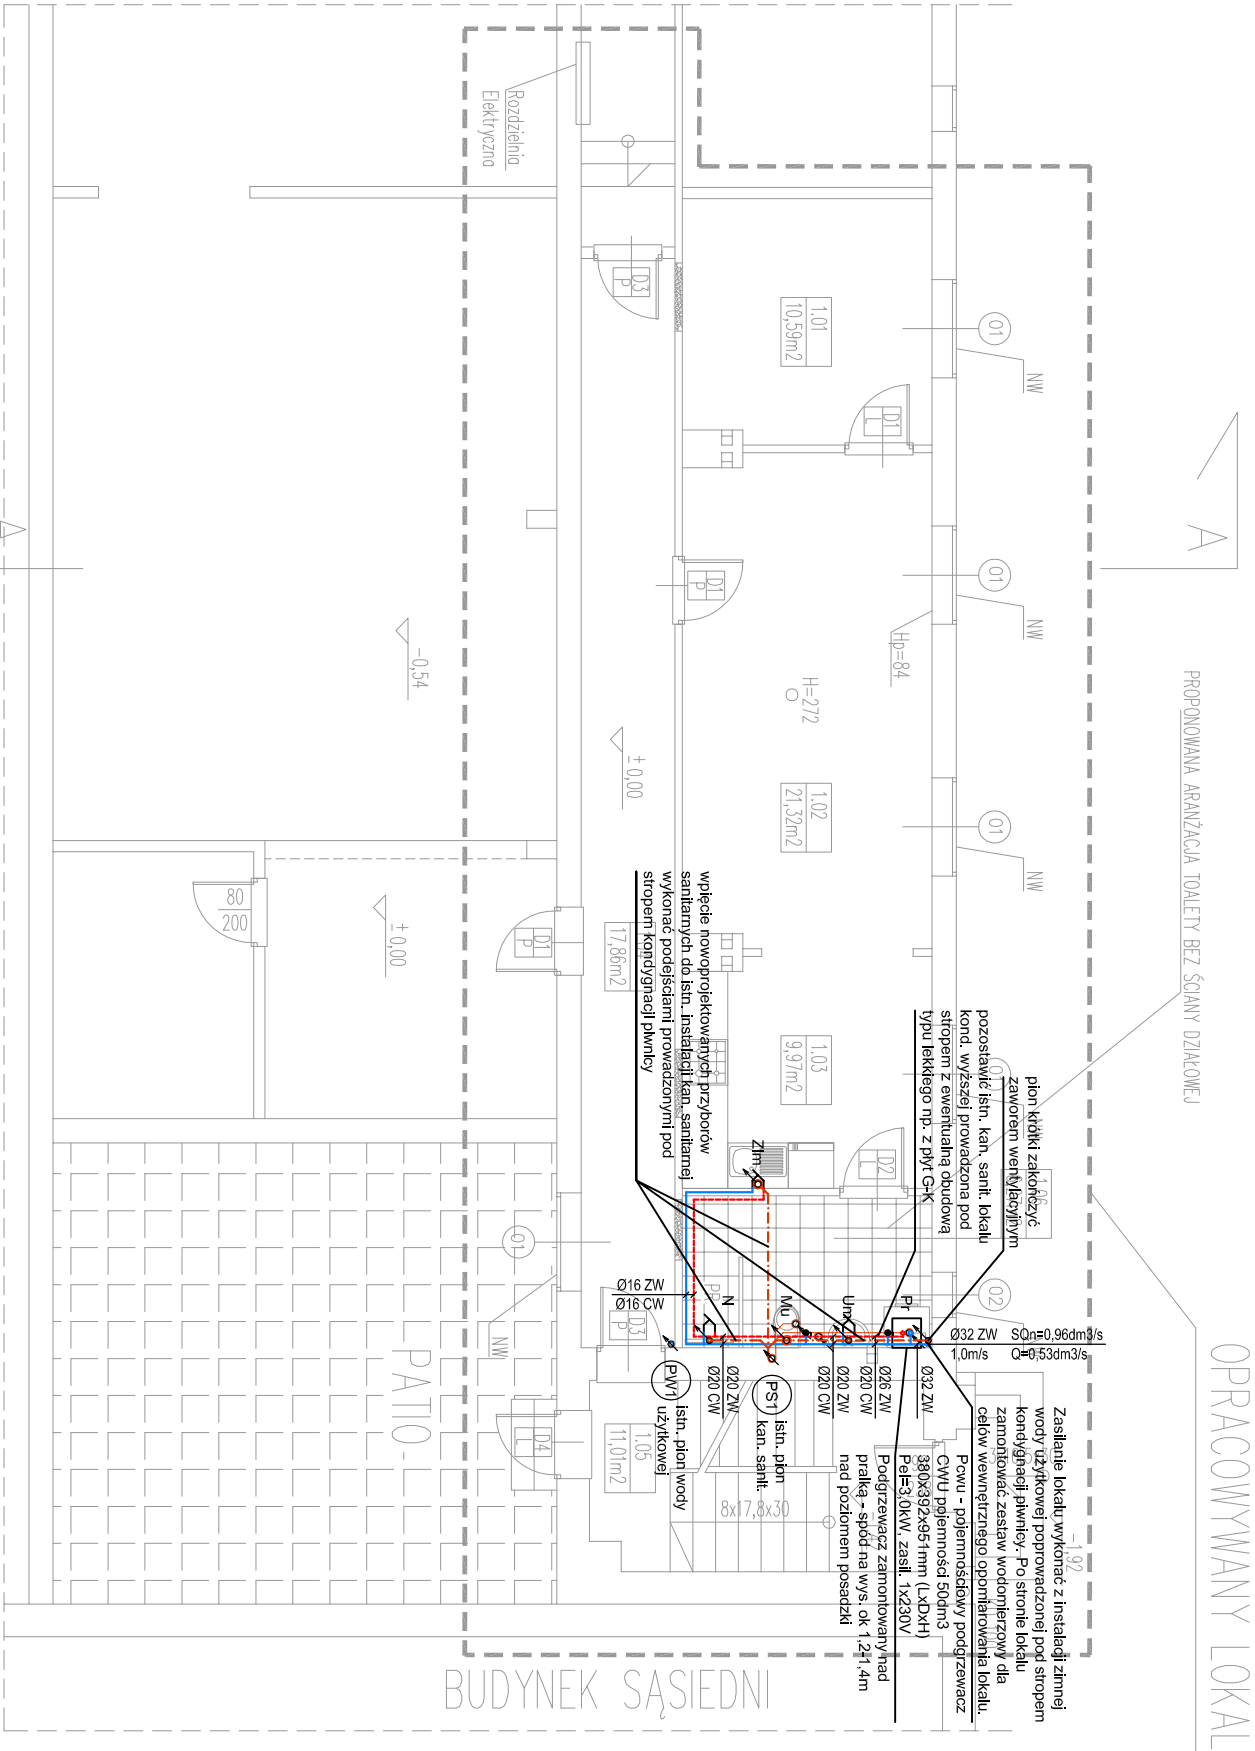 OPRACOWYWANY LOKAL
PROPONOWANA ARANŻACJA TOALETY BEZ ŚCIANY DZIAŁOWEJ
A
A
Rozdzielnia
Elektryczna
D3
P
1.01
10,59m2
01
NW
D1
L
01
NW
D1
P
Hp=84
H=272
-0,54
±0,00
1.02
21,32m2
01
NW
80
200
±0,00
D1
P
17,86m2
1.03
9,97m2
D2
L
1.06
02
wpięcie nowoprojektowanych przyborów
sanitarnych do istn. instalacji kan. sanitarnej
wykonać podejściami prowadzonymi pod
stropem kondygnacji piwnicy
pion krótki zakończyć
zaworem wentylacyjnym
pozostawić istn. kan. sanit. lokalu
kond. wyższej prowadzona pod
stropem z ewentualną obudową
typu lekkiego np. z płyt G-K
Zlm
N
Mu
Um
Pr
Ø16 ZW
Ø16 CW
Ø20 ZW
Ø20 CW
Ø20 ZW
Ø20 CW
Ø26 ZW
Ø20 CW
Ø32 ZW
Ø32 ZW SQn=0,96dm3/s
1,0m/s Q=0,53dm3/s
PW1
istn. pion wody
użytkowej
PS1
istn. pion
kan. sanit.
Zasilanie lokalu wykonać z instalacji zimnej
wody użytkowej poprowadzonej pod stropem
kondygnacji piwnicy. Po stronie lokalu
zamontować zestaw wodomierzowy dla
celów wewnętrznego opomiarowania lokalu.
Pcwu - pojemnościowy podgrzewacz
CWU pojemności 50dm3
380x392x951mm (LxDxH)
Pel=3,0kW, zasil. 1x230V
Podgrzewacz zamontowany nad
pralką - spód na wys. ok 1,2-1,4m
nad poziomem posadzki
-1,92
01
NW
D3
P
D4
L
1.05
11,01m2
8x17,8x30
PATIO
BUDYNEK SĄSIEDNI